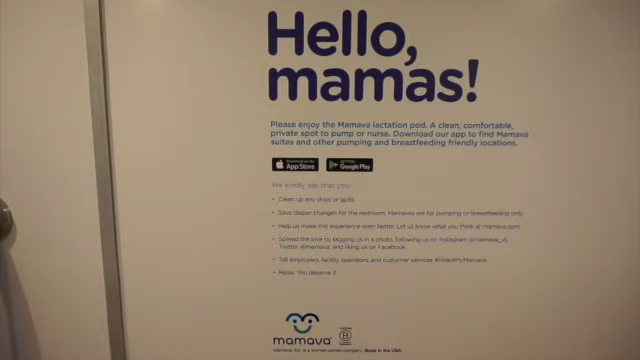 Hello,
mamas!
Please enjoy the Mamava lactation pod. A clean, comfortable,
private spot to pump or nurse. Download our app to find Mamava
suites and other pumping and breastfeeding friendly locations.
App Store
Google Play
We kindly ask that you:
• Clean up any drips or spills.
• Save diaper changes for the restroom. Mamavas are for pumping or breastfeeding only.
• Help us make this experience even better. Let us know what you think at mamava.com
• Spread the love by tagging us in a photo, following us on Instagram @mamava_vt,
Twitter @mamava, and liking us on Facebook.
• Tell employers, facility operators, and customer services #IWantMyMamava.
• Relax. You deserve it.
mamava
B
Mamava, Inc. is a woman-owned company. Made in the USA.